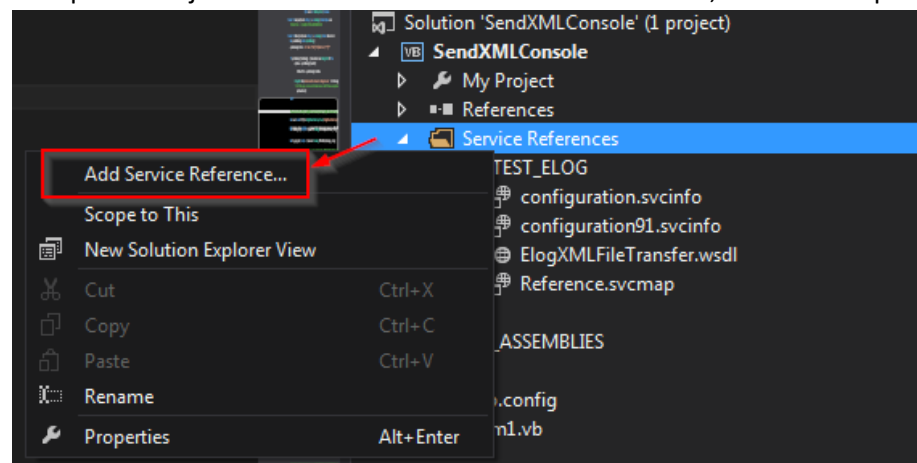 Solution 'SendXMLConsole' (1 project)
VB SendXMLConsole
My Project
References
Service References
TEST_ELOG
configuration.svcinfo
configuration91.svcinfo
ElogXMLFileTransfer.wsdl
Reference.svcmap
_ASSEMBLIES
.config
m1.vb
Add Service Reference...
Scope to This
New Solution Explorer View
Cut Ctrl+X
Copy Ctrl+C
Paste Ctrl+V
Rename
Properties Alt+Enter